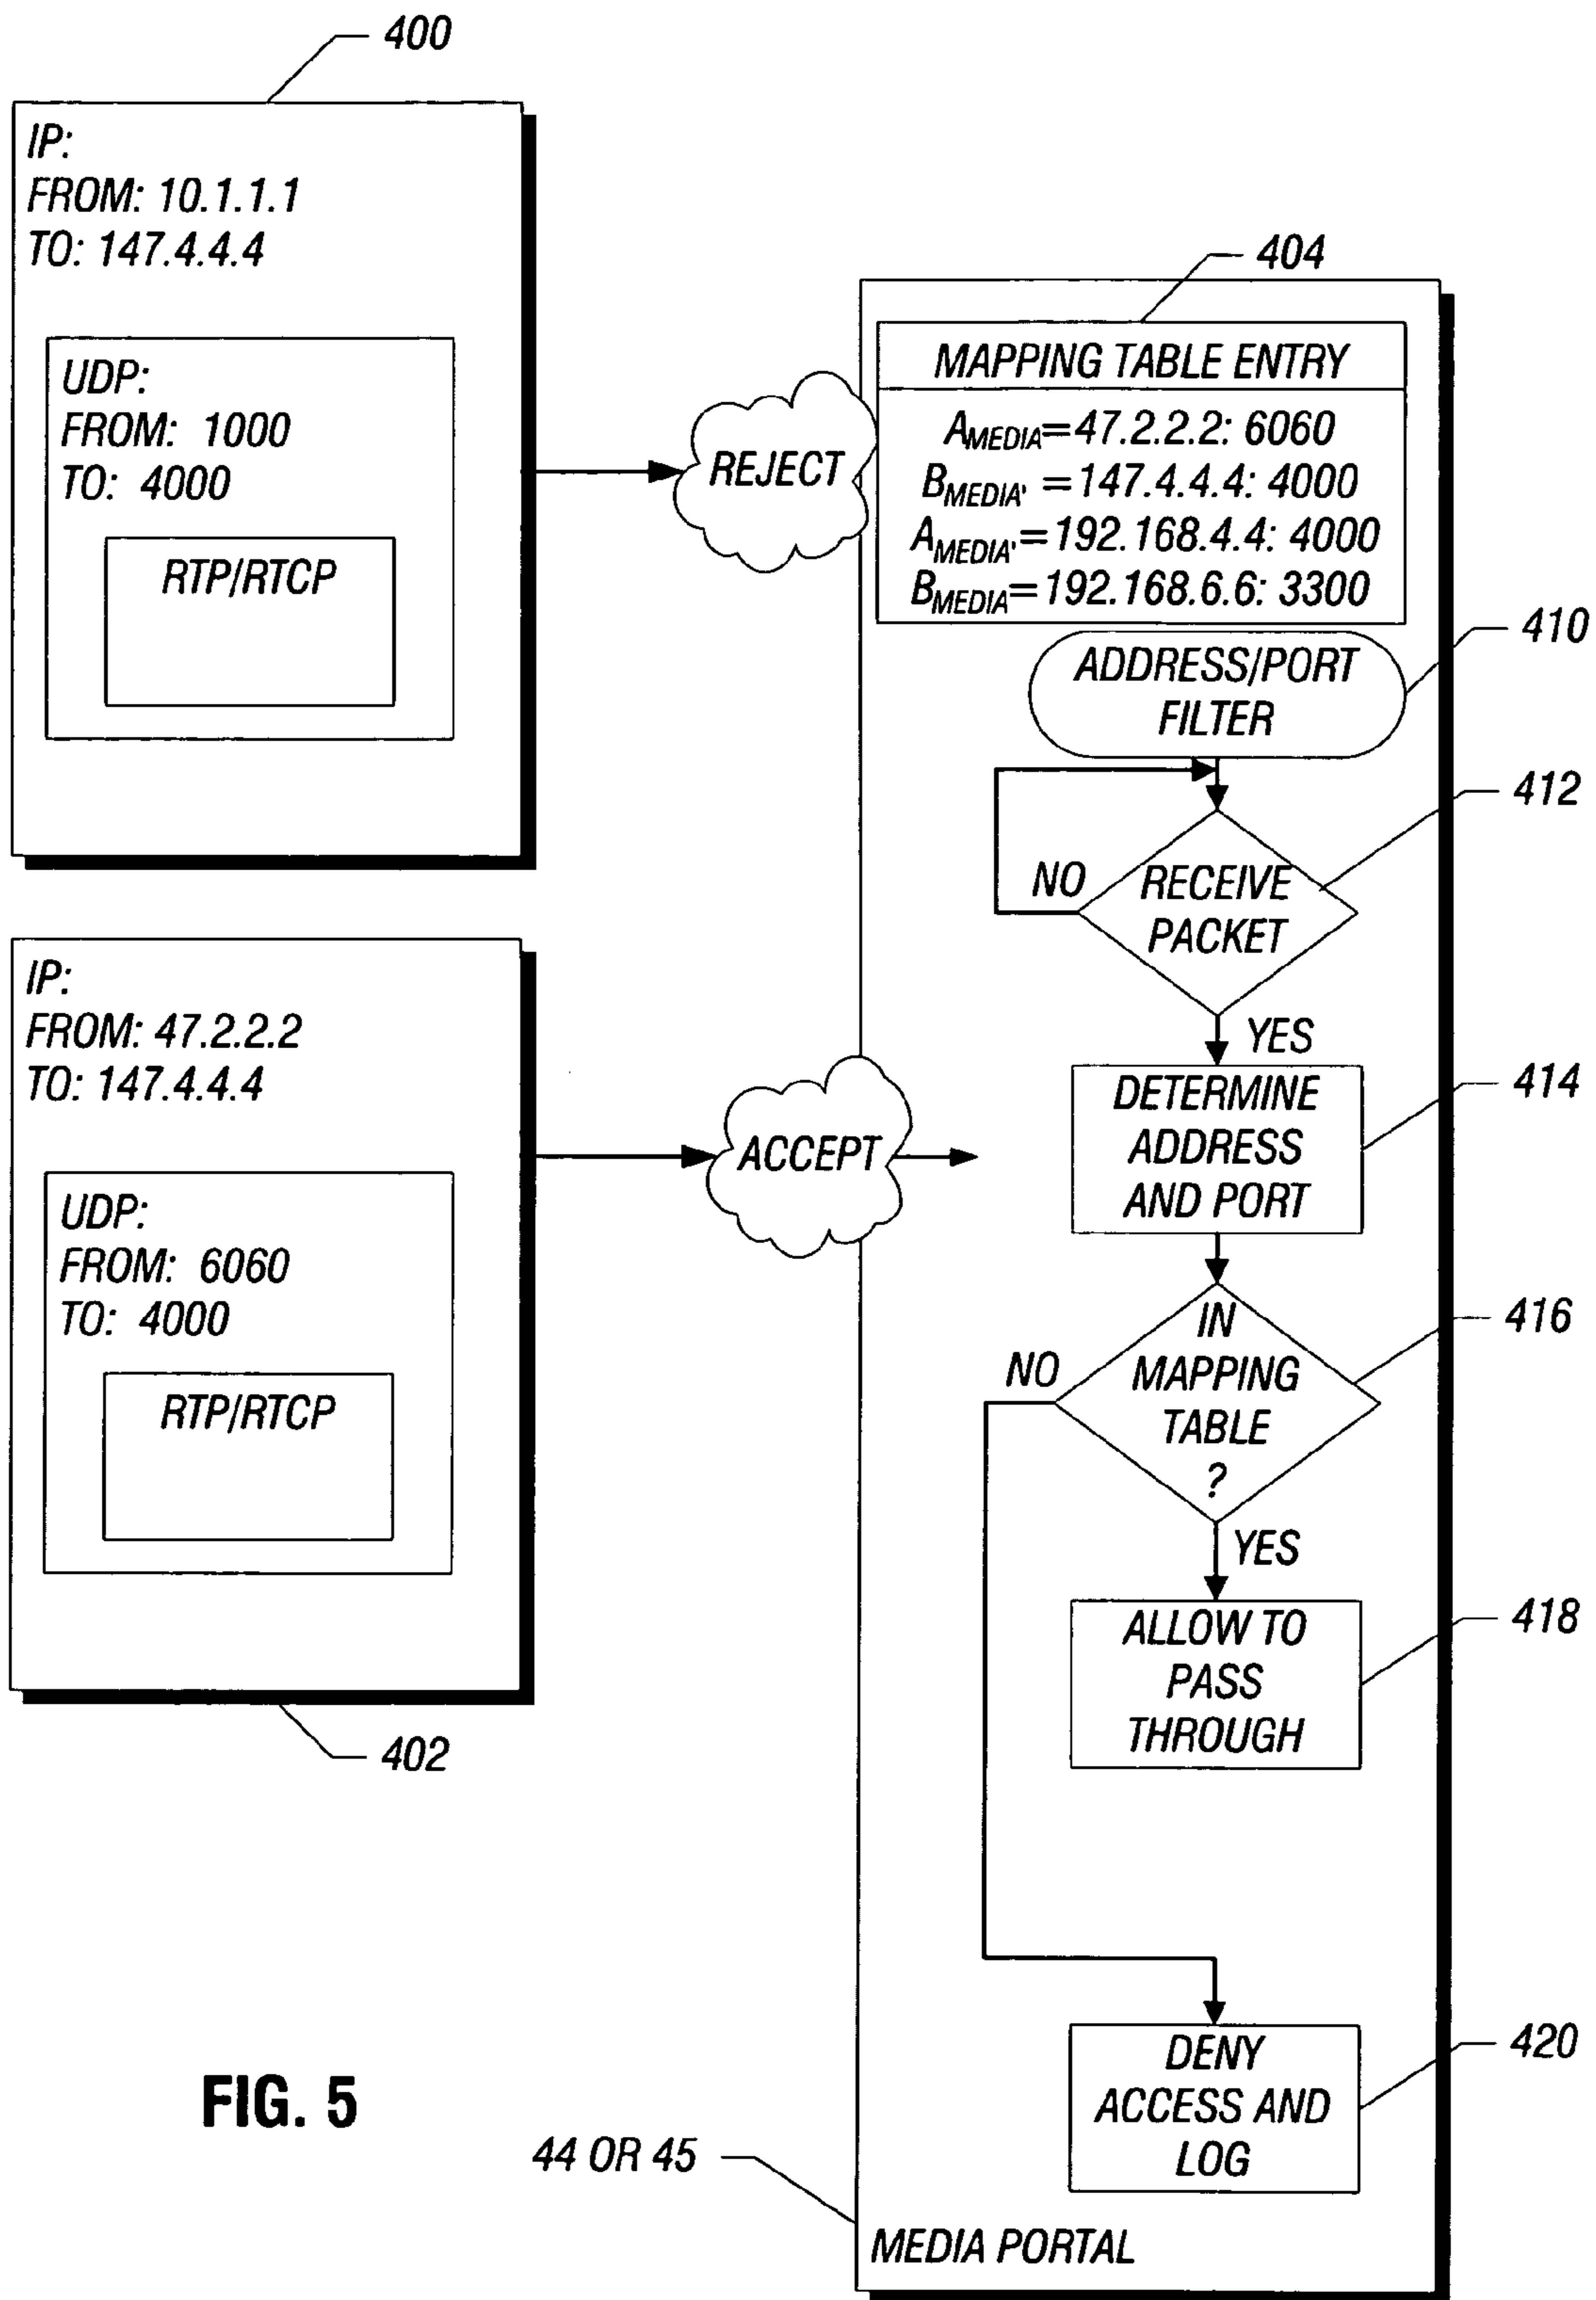 400
IP:
FROM: 10.1.1.1
TO: 147.4.4.4
UDP:
FROM: 1000
TO: 4000
RTP/RTCP
REJECT
404
MAPPING TABLE ENTRY
AMEDIA=47.2.2.2: 6060
BMEDIA' =147.4.4.4: 4000
AMEDIA'=192.168.4.4: 4000
BMEDIA=192.168.6.6: 3300
410
ADDRESS/PORT
FILTER
412
NO
RECEIVE
PACKET
YES
IP:
FROM: 47.2.2.2
TO: 147.4.4.4
UDP:
FROM: 6060
TO: 4000
RTP/RTCP
402
ACCEPT
414
DETERMINE
ADDRESS
AND PORT
416
NO
IN
MAPPING
TABLE
?
YES
418
ALLOW TO
PASS
THROUGH
420
DENY
ACCESS AND
LOG
FIG. 5
44 OR 45
MEDIA PORTAL